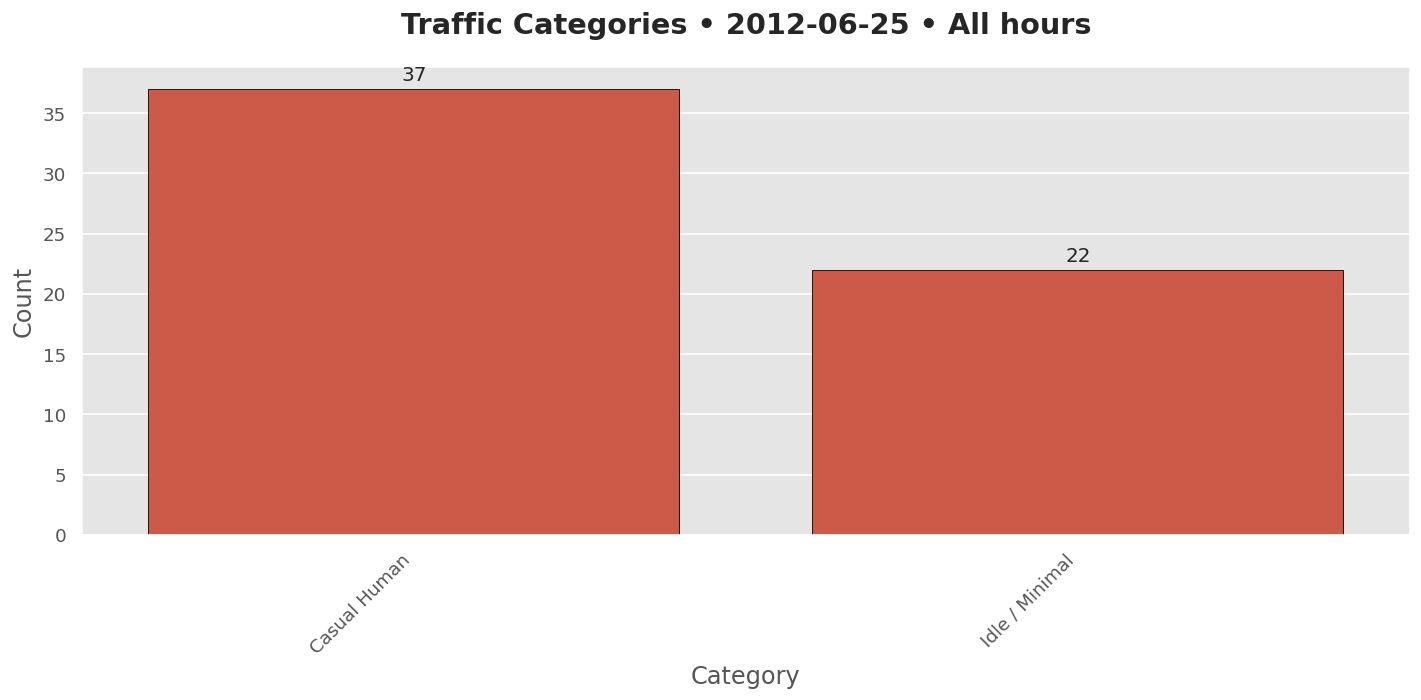 Traffic Categories • 2012-06-25 • All hours
37
22
35
30
25
20
15
10
5
0
Count
Casual Human
Idle / Minimal
Category